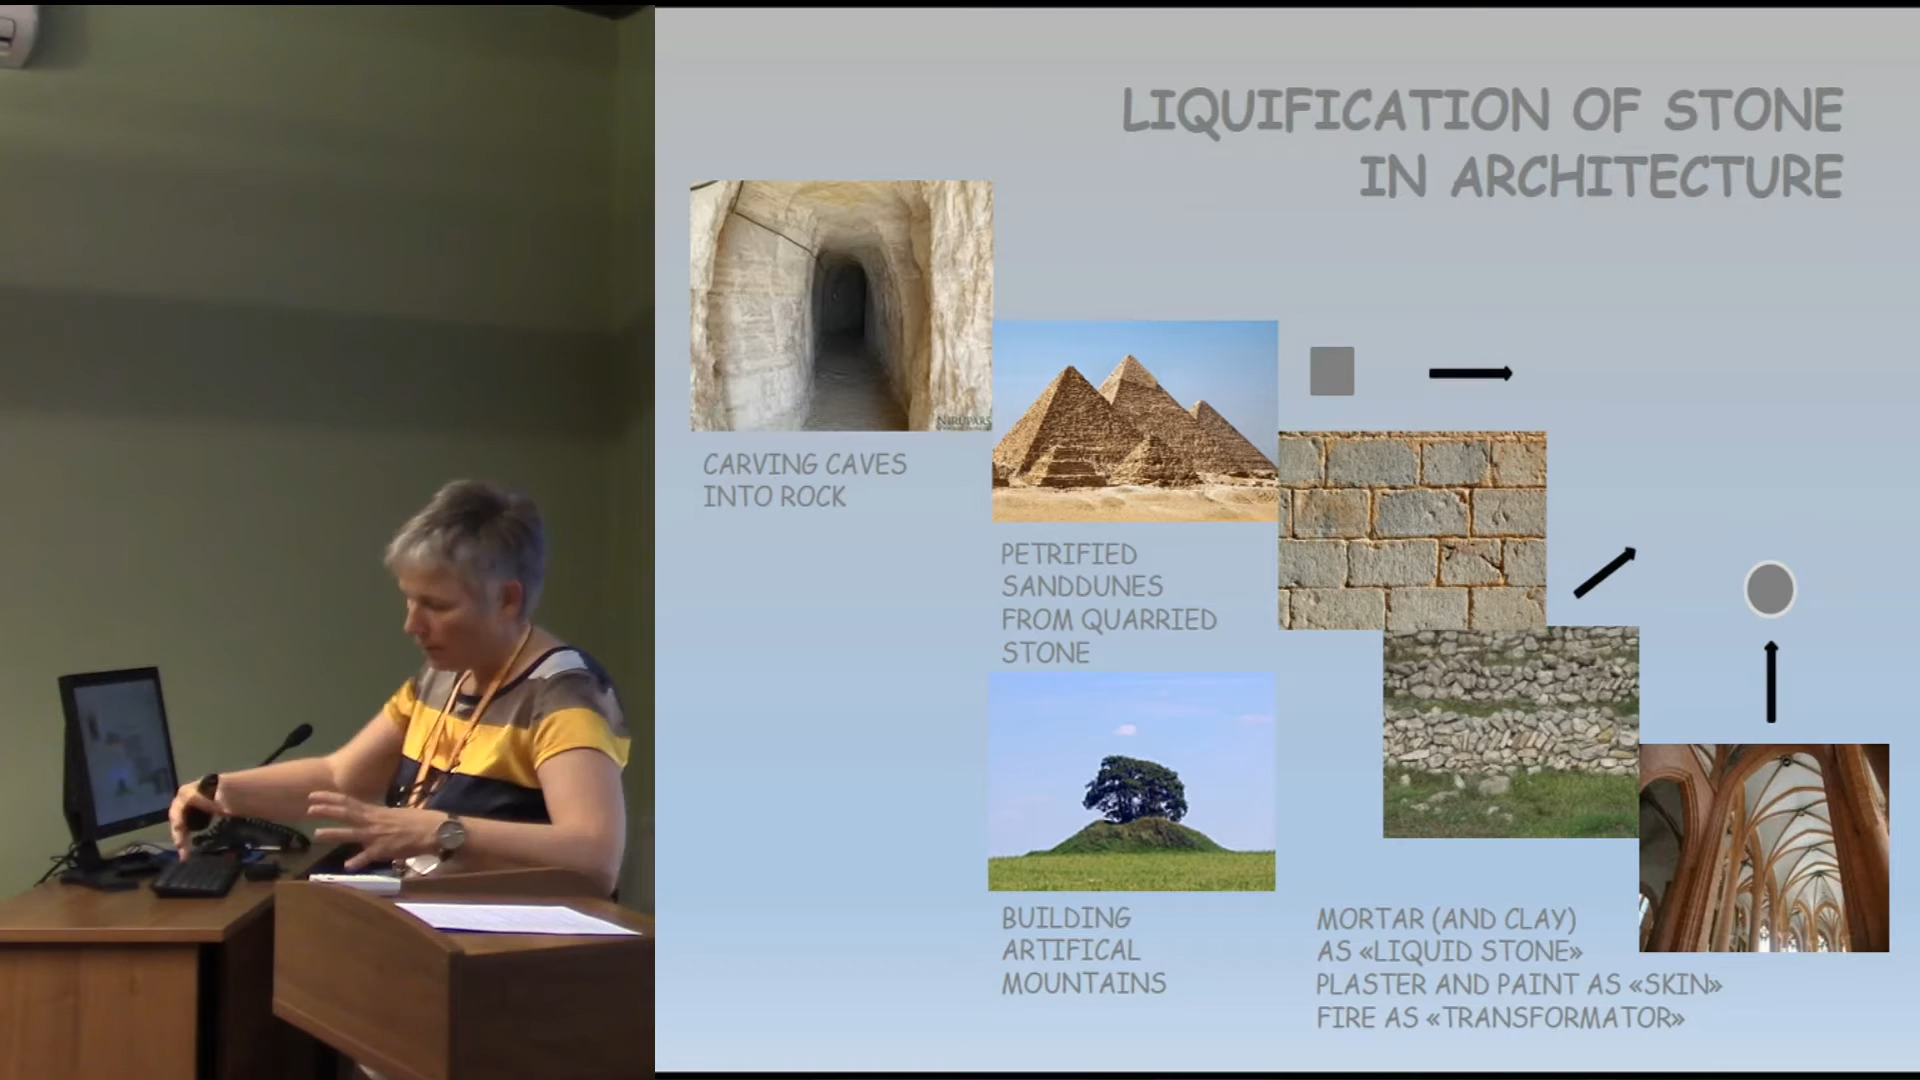 LIQUIFICATION OF STONE
IN ARCHITECTURE
NIRUPARS
CARVING CAVES
INTO ROCK
PETRIFIED
SANDDUNES
FROM QUARRIED
STONE
BUILDING
ARTIFICAL
MOUNTAINS
MORTAR (AND CLAY)
AS «LIQUID STONE»
PLASTER AND PAINT AS «SKIN»
FIRE AS «TRANSFORMATOR»